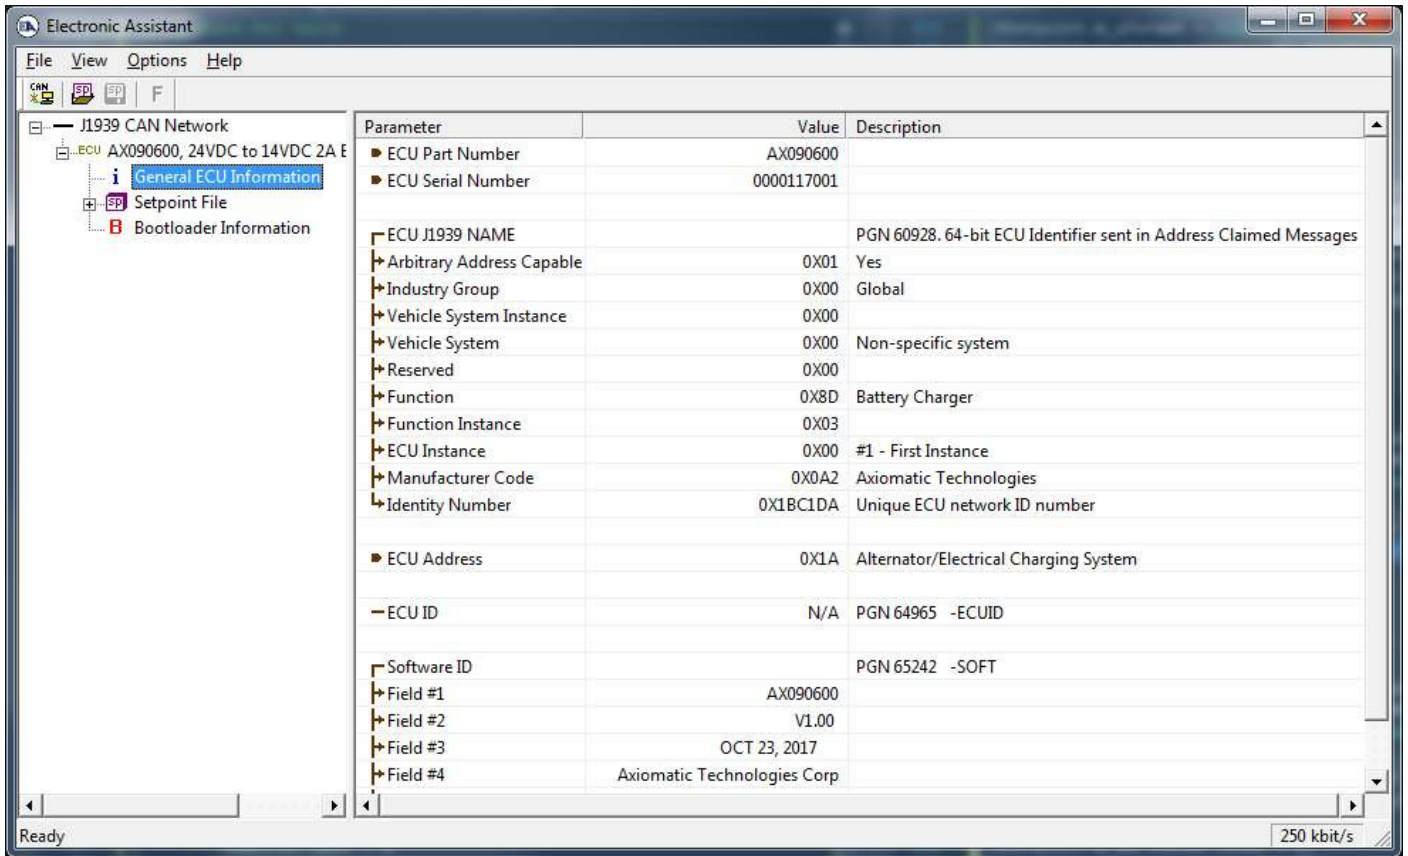 Electronic Assistant
File View Options Help
CAN SP SP F
J1939 CAN Network
ECU AX090600, 24VDC to 14VDC 2A
i General ECU Information
SP Setpoint File
B Bootloader Information
Parameter Value Description
ECU Part Number AX090600
ECU Serial Number 0000117001
ECU J1939 NAME PGN 60928. 64-bit ECU Identifier sent in Address Claimed Messages
Arbitrary Address Capable 0X01 Yes
Industry Group 0X00 Global
Vehicle System Instance 0X00
Vehicle System 0X00 Non-specific system
Reserved 0X00
Function 0X8D Battery Charger
Function Instance 0X03
ECU Instance 0X00 #1 - First Instance
Manufacturer Code 0X0A2 Axiomatic Technologies
Identity Number 0X1BC1DA Unique ECU network ID number
ECU Address 0X1A Alternator/Electrical Charging System
ECU ID N/A PGN 64965 -ECUID
Software ID PGN 65242 -SOFT
Field #1 AX090600
Field #2 V1.00
Field #3 OCT 23, 2017
Field #4 Axiomatic Technologies Corp
Ready 250 kbit/s